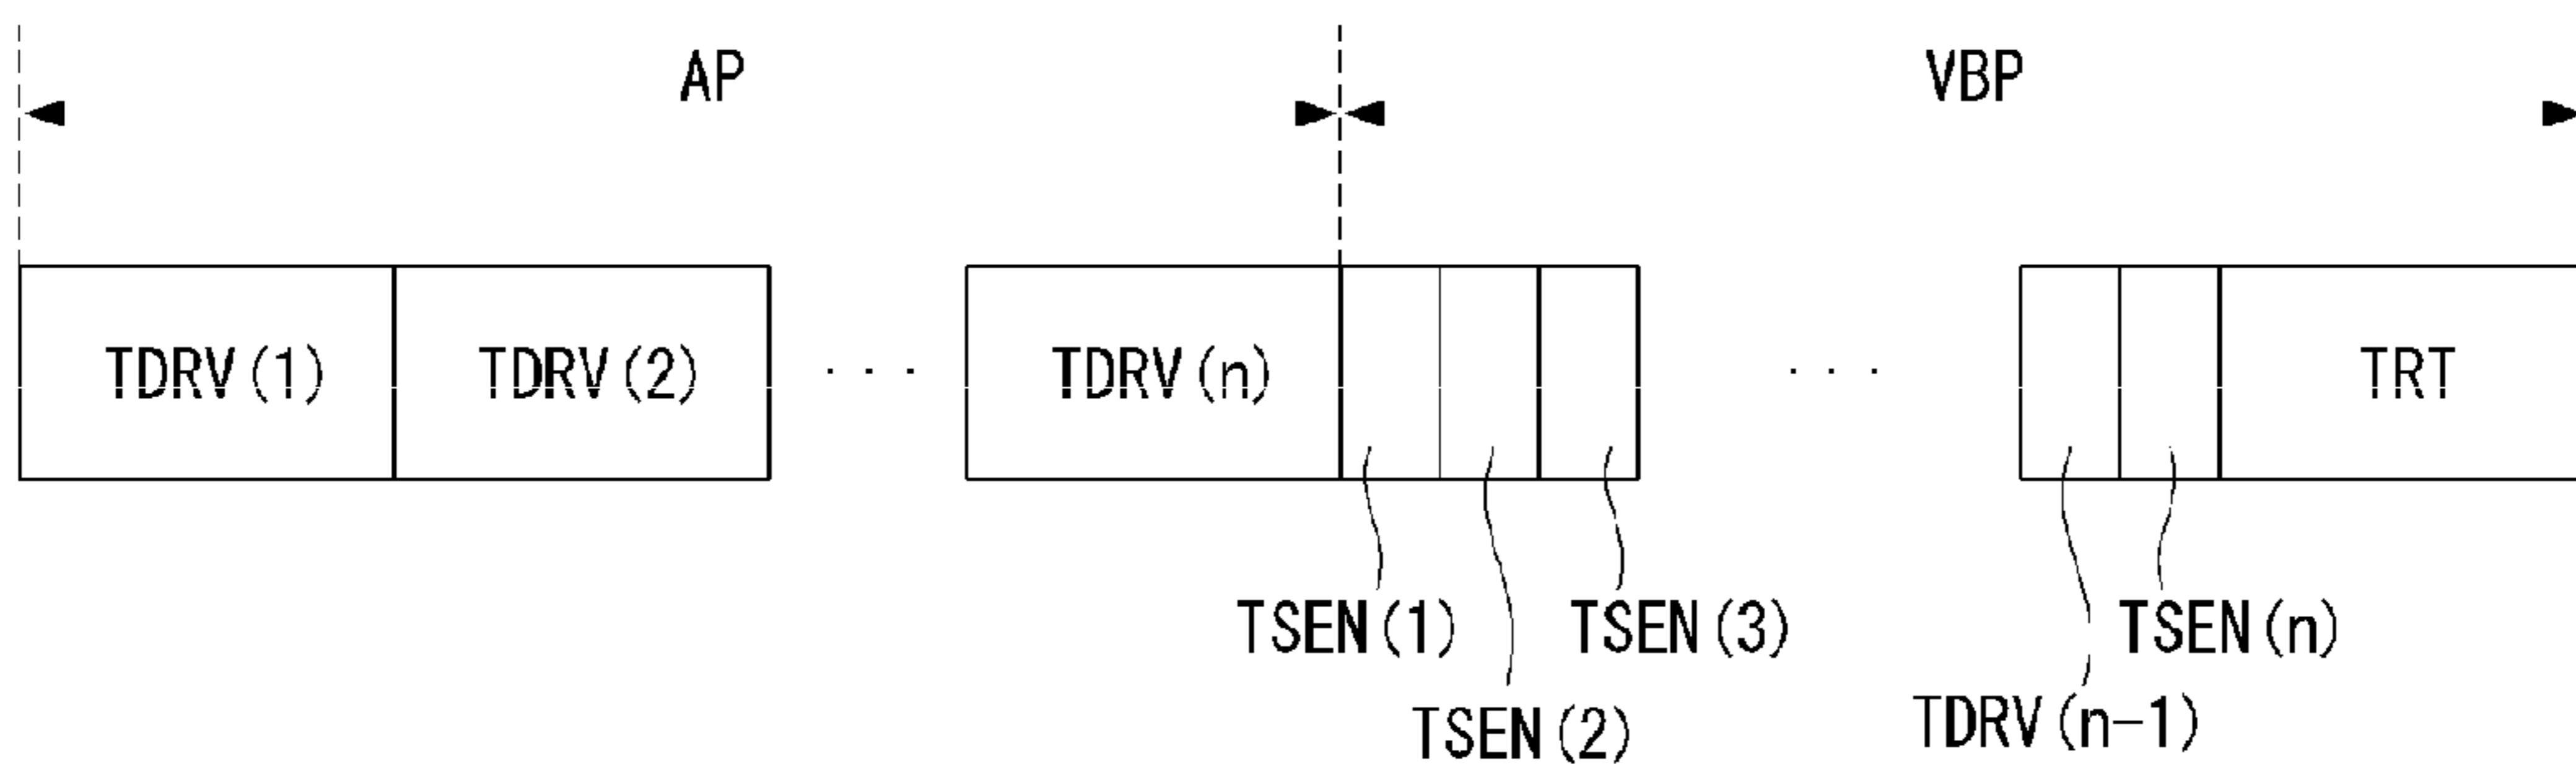 AP
VBP
TDRV(1)
TDRV(2)
. . .
TDRV(n)
. . .
TRT
TSEN(1)
TSEN(3)
TSEN(n)
TSEN(2)
TDRV(n-1)